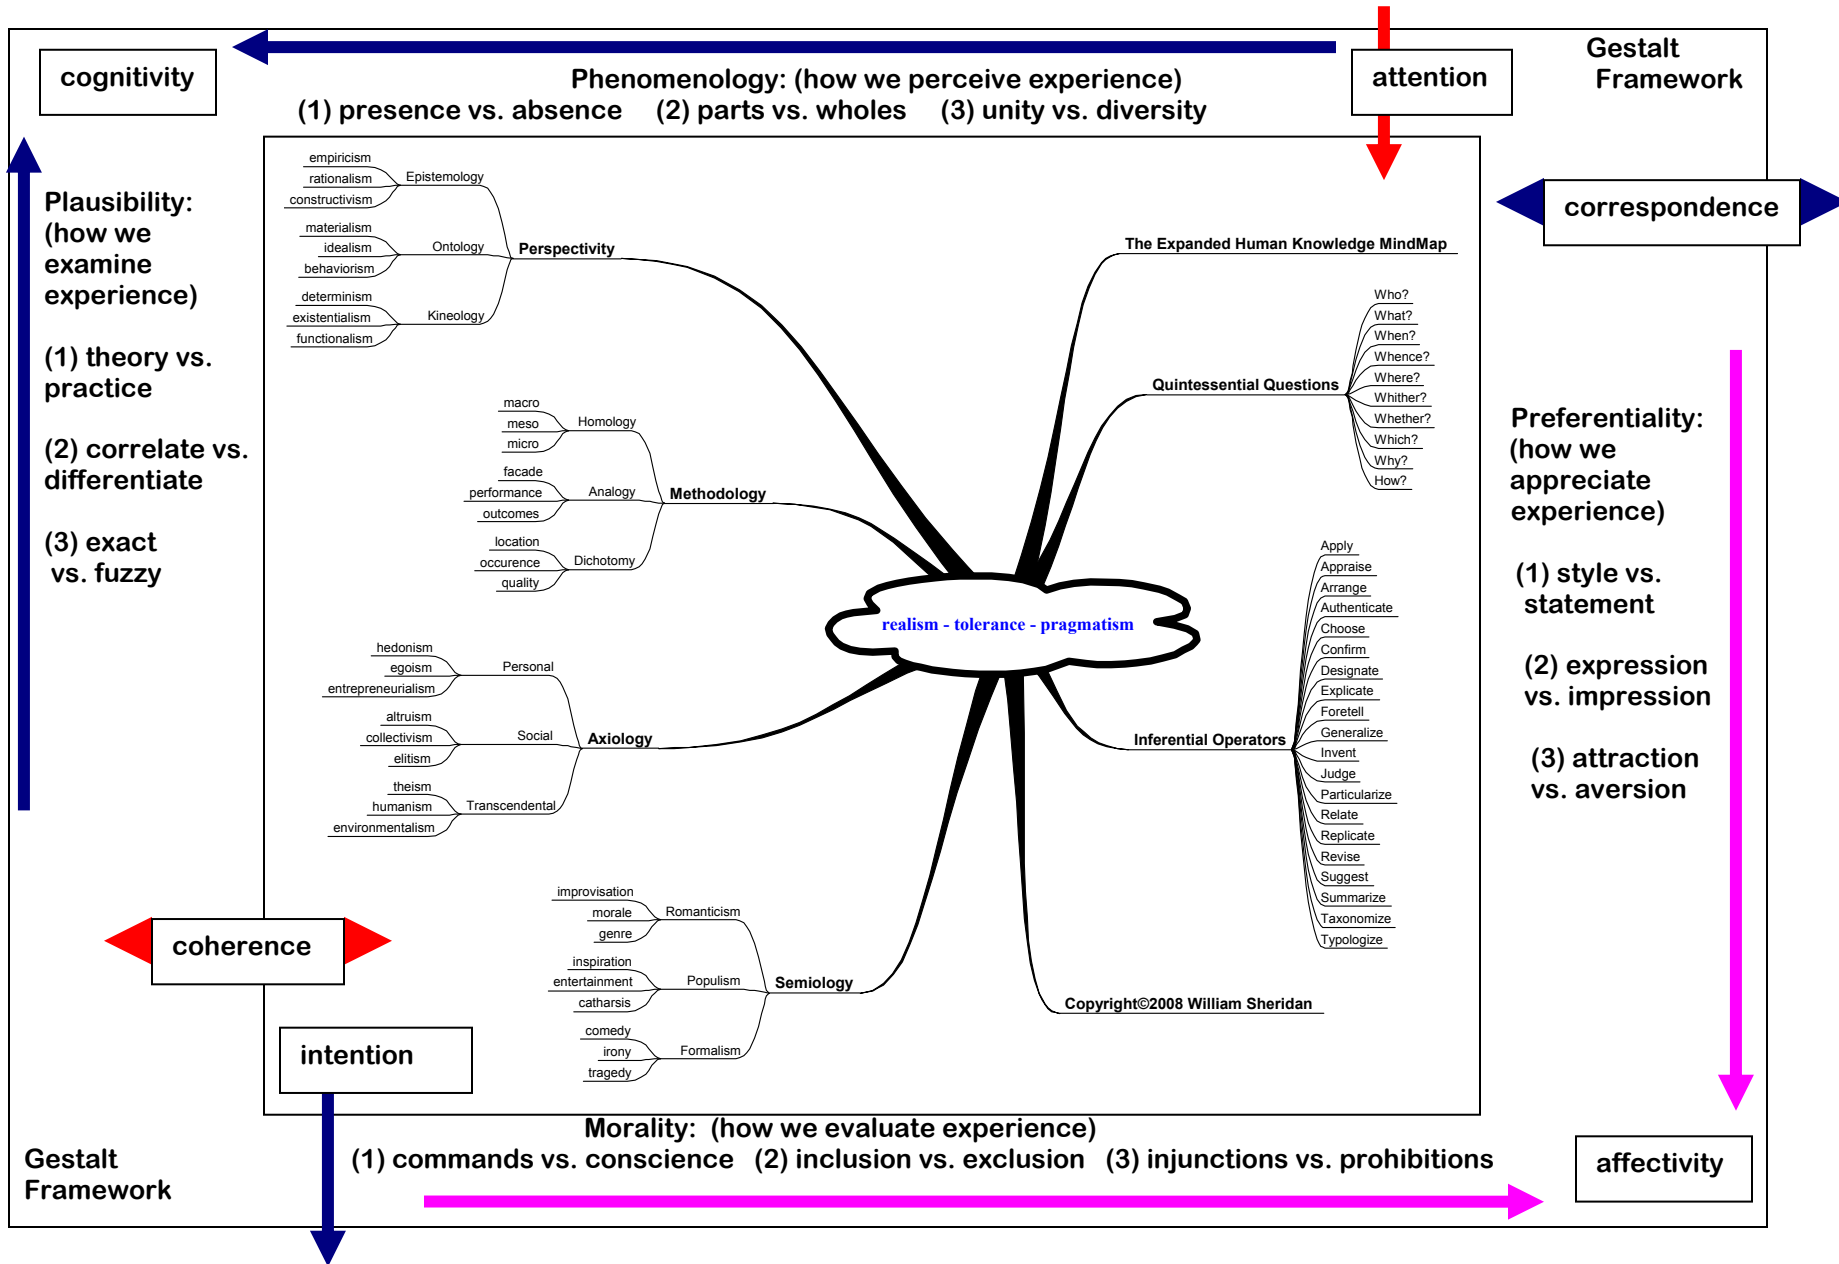 cognitivity
attention
Gestalt
Framework
Phenomenology: (how we perceive experience)
(1) presence vs. absence (2) parts vs. wholes (3) unity vs. diversity
correspondence
Plausibility:
(how we
examine
experience)
(1) theory vs.
practice
(2) correlate vs.
differentiate
(3) exact
vs. fuzzy
empiricism
rationalism
constructivism
Epistemology
materialism
idealism
behaviorism
Ontology
determinism
existentialism
functionalism
Kineology
Perspectivity
macro
meso
micro
Homology
facade
performance
outcomes
Analogy
location
occurence
quality
Dichotomy
Methodology
realism - tolerance - pragmatism
hedonism
egoism
entrepreneurialism
Personal
altruism
collectivism
elitism
Social
theism
humanism
environmentalism
Transcendental
Axiology
improvisation
morale
genre
Romanticism
inspiration
entertainment
catharsis
Populism
comedy
irony
tragedy
Formalism
Semiology
The Expanded Human Knowledge MindMap
Quintessential Questions
Who?
What?
When?
Whence?
Where?
Whither?
Whether?
Which?
Why?
How?
Inferential Operators
Apply
Appraise
Arrange
Authenticate
Choose
Confirm
Designate
Explicate
Foretell
Generalize
Invent
Judge
Particularize
Relate
Replicate
Revise
Suggest
Summarize
Taxonomize
Typologize
Copyright©2008 William Sheridan
Preferentiality:
(how we
appreciate
experience)
(1) style vs.
statement
(2) expression
vs. impression
(3) attraction
vs. aversion
coherence
intention
Morality: (how we evaluate experience)
(1) commands vs. conscience (2) inclusion vs. exclusion (3) injunctions vs. prohibitions
Gestalt
Framework
affectivity